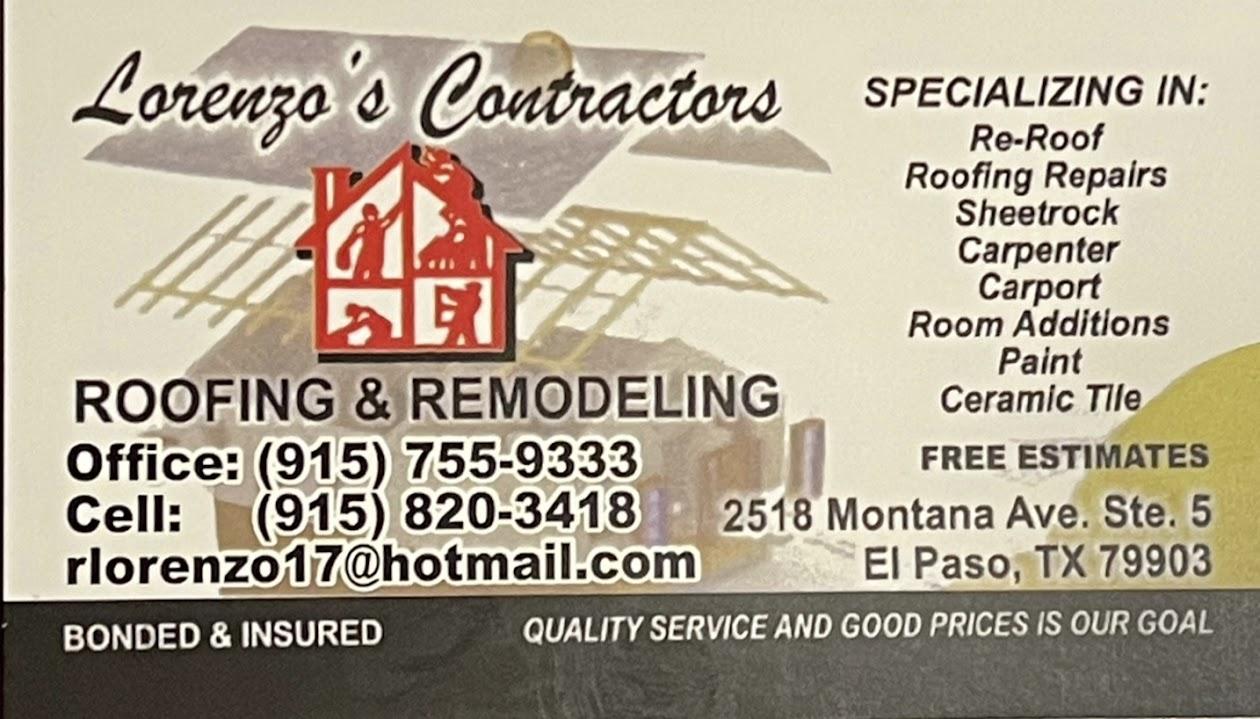 Lorenzo's Contractors
ROOFING & REMODELING
Office: (915) 755-9333
Cell: (915) 820-3418
rlorenzo17@hotmail.com
SPECIALIZING IN:
Re-Roof
Roofing Repairs
Sheetrock
Carpenter
Carport
Room Additions
Paint
Ceramic Tile
FREE ESTIMATES
2518 Montana Ave. Ste. 5
El Paso, TX 79903
BONDED & INSURED
QUALITY SERVICE AND GOOD PRICES IS OUR GOAL